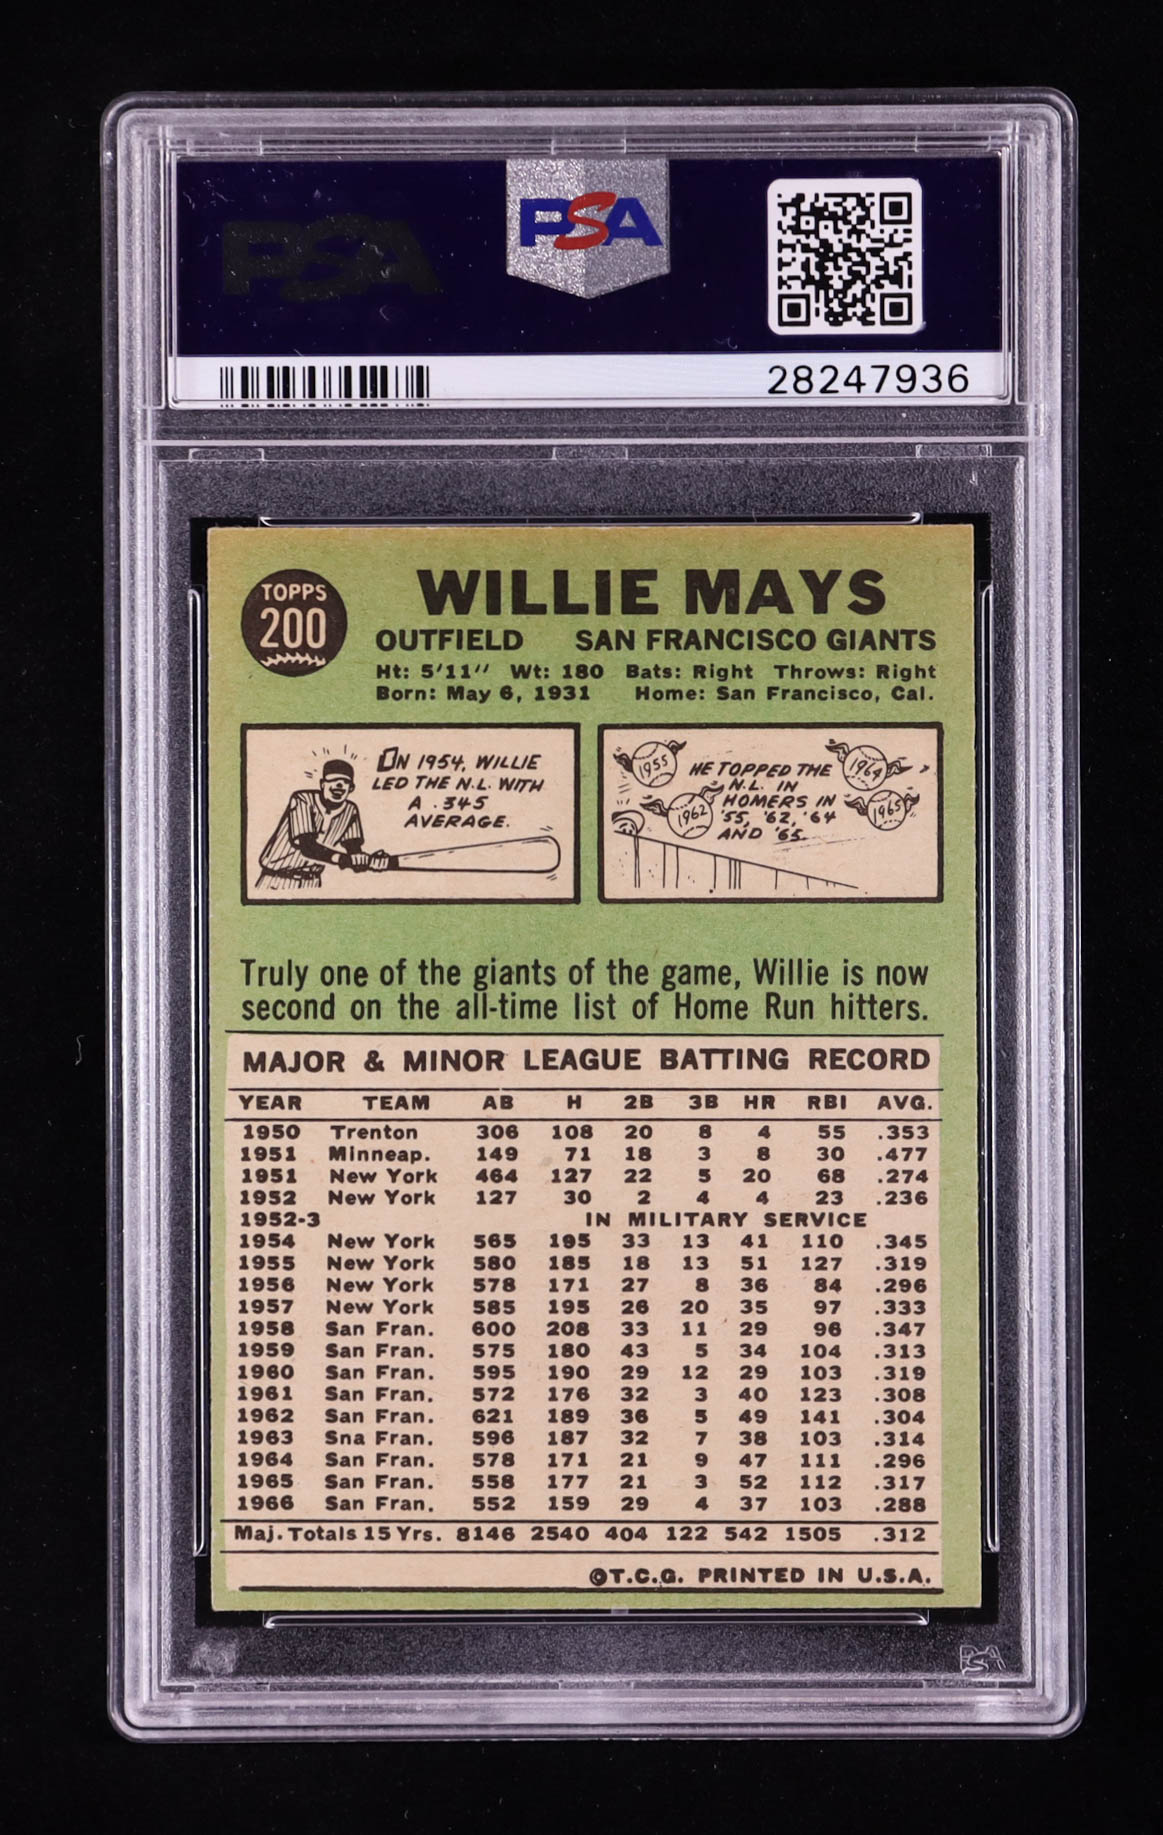 PSA
PSA
28247936
TOPPS
200
WILLIE MAYS
OUTFIELD SAN FRANCISCO GIANTS
Ht: 5'11" Wt: 180 Bats: Right Throws: Right
Born: May 6, 1931 Home: San Francisco, Cal.
IN 1954, WILLIE
LED THE N.L. WITH
A .345
AVERAGE.
1955
1964
1962
1965
HE TOPPED THE
N.L. IN
HOMERS IN
'55, '62, '64
AND '65.
Truly one of the giants of the game, Willie is now
second on the all-time list of Home Run hitters.
MAJOR & MINOR LEAGUE BATTING RECORD
YEAR TEAM AB H 2B 3B HR RBI AVG.
1950 Trenton 306 108 20 8 4 55 .353
1951 Minneap. 149 71 18 3 8 30 .477
1951 New York 464 127 22 5 20 68 .274
1952 New York 127 30 2 4 4 23 .236
1952-3 IN MILITARY SERVICE
1954 New York 565 195 33 13 41 110 .345
1955 New York 580 185 18 13 51 127 .319
1956 New York 578 171 27 8 36 84 .296
1957 New York 585 195 26 20 35 97 .333
1958 San Fran. 600 208 33 11 29 96 .347
1959 San Fran. 575 180 43 5 34 104 .313
1960 San Fran. 595 190 29 12 29 103 .319
1961 San Fran. 572 176 32 3 40 123 .308
1962 San Fran. 621 189 36 5 49 141 .304
1963 Sna Fran. 596 187 32 7 38 103 .314
1964 San Fran. 578 171 21 9 47 111 .296
1965 San Fran. 558 177 21 3 52 112 .317
1966 San Fran. 552 159 29 4 37 103 .288
Maj. Totals 15 Yrs. 8146 2540 404 122 542 1505 .312
©T.C.G. PRINTED IN U.S.A.
PSA